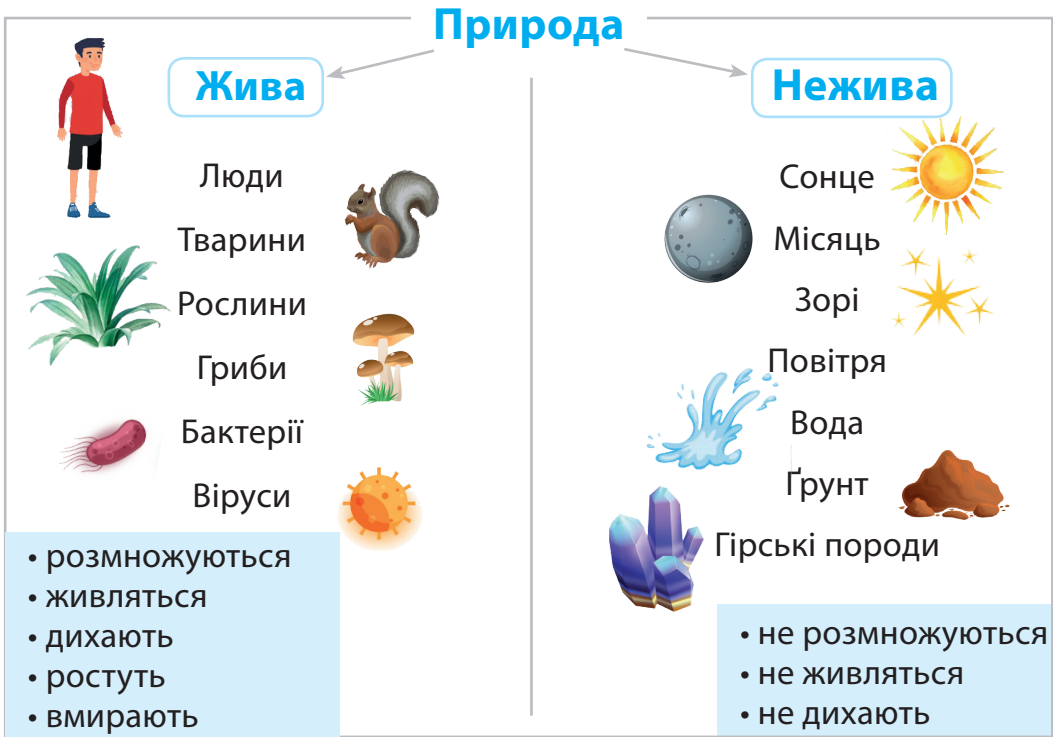 Природа
Жива
Люди
Тварини
Рослини
Гриби
Бактерії
Віруси
• розмножуються
• живляться
• дихають
• ростуть
• вмирають
Нежива
Сонце
Місяць
Зорі
Повітря
Вода
Ґрунт
Гірські породи
• не розмножуються
• не живляться
• не дихають